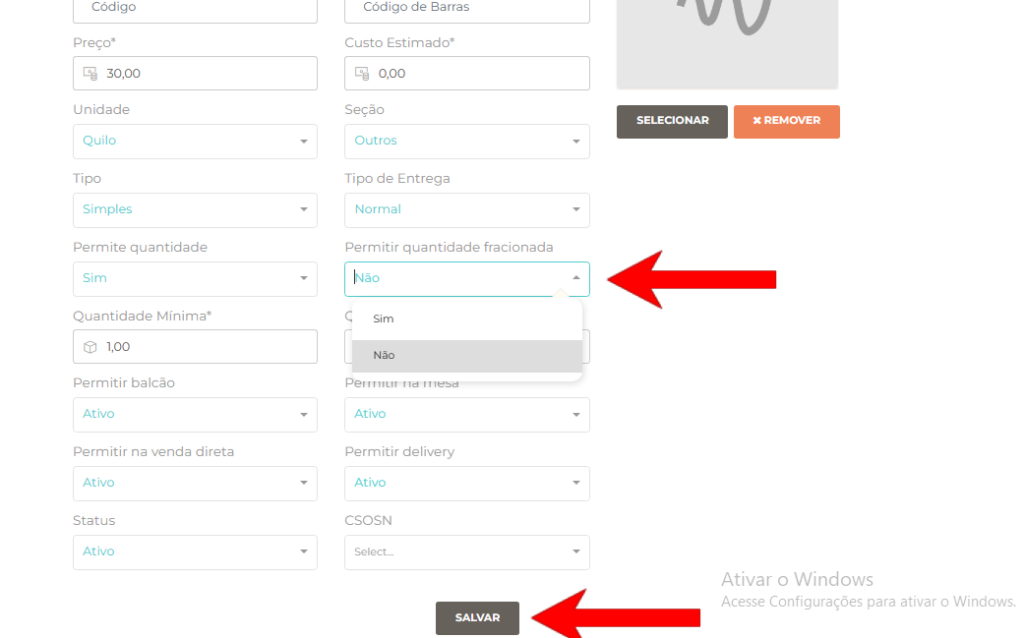 Código
Código de Barras
Preço*
Custo Estimado*
30,00
0,00
Unidade
Seção
Quilo
Outros
SELECIONAR
✖ REMOVER
Tipo
Tipo de Entrega
Simples
Normal
Permite quantidade
Permitir quantidade fracionada
Sim
Não
Sim
Não
Quantidade Mínima*
1,00
Permitir balcão
Permitir na mesa
Ativo
Ativo
Permitir na venda direta
Permitir delivery
Ativo
Ativo
Status
CSOSN
Ativo
Select...
SALVAR
Ativar o Windows
Acesse Configurações para ativar o Windows.